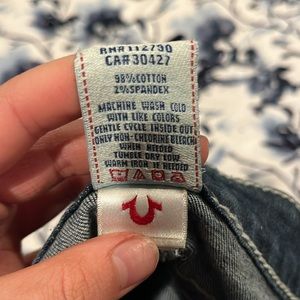 RN#112790
CA#30427
98%COTTON
2%SPANDEX
MACHINE WASH COLD
WITH LIKE COLORS
GENTLE CYCLE INSIDE OUT
ONLY NON-CHLORINE BLEACH
WHEN NEEDED
TUMBLE DRY LOW
WARM IRON IF NEEDED